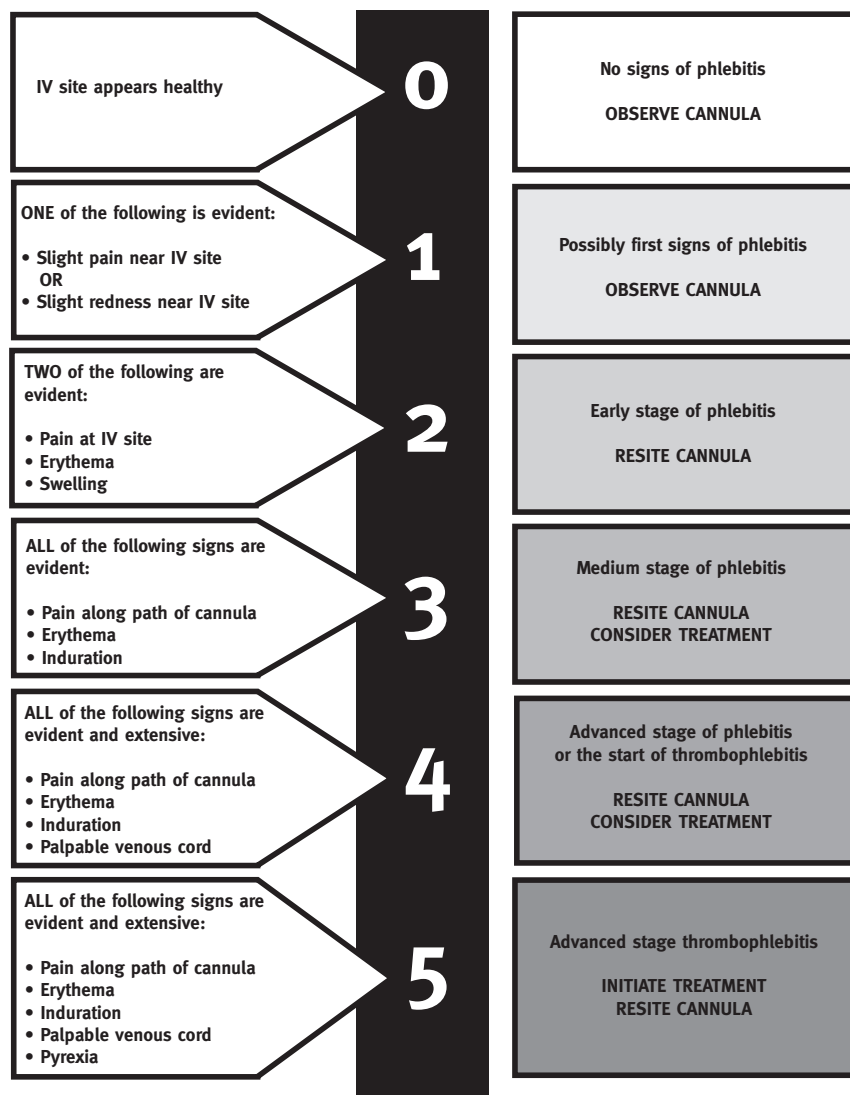 IV site appears healthy
0
No signs of phlebitis
OBSERVE CANNULA
ONE of the following is evident:
• Slight pain near IV site
OR
• Slight redness near IV site
1
Possibly first signs of phlebitis
OBSERVE CANNULA
TWO of the following are
evident:
• Pain at IV site
• Erythema
• Swelling
2
Early stage of phlebitis
RESITE CANNULA
ALL of the following signs are
evident:
• Pain along path of cannula
• Erythema
• Induration
3
Medium stage of phlebitis
RESITE CANNULA
CONSIDER TREATMENT
ALL of the following signs are
evident and extensive:
• Pain along path of cannula
• Erythema
• Induration
• Palpable venous cord
4
Advanced stage of phlebitis
or the start of thrombophlebitis
RESITE CANNULA
CONSIDER TREATMENT
ALL of the following signs are
evident and extensive:
• Pain along path of cannula
• Erythema
• Induration
• Palpable venous cord
• Pyrexia
5
Advanced stage thrombophlebitis
INITIATE TREATMENT
RESITE CANNULA